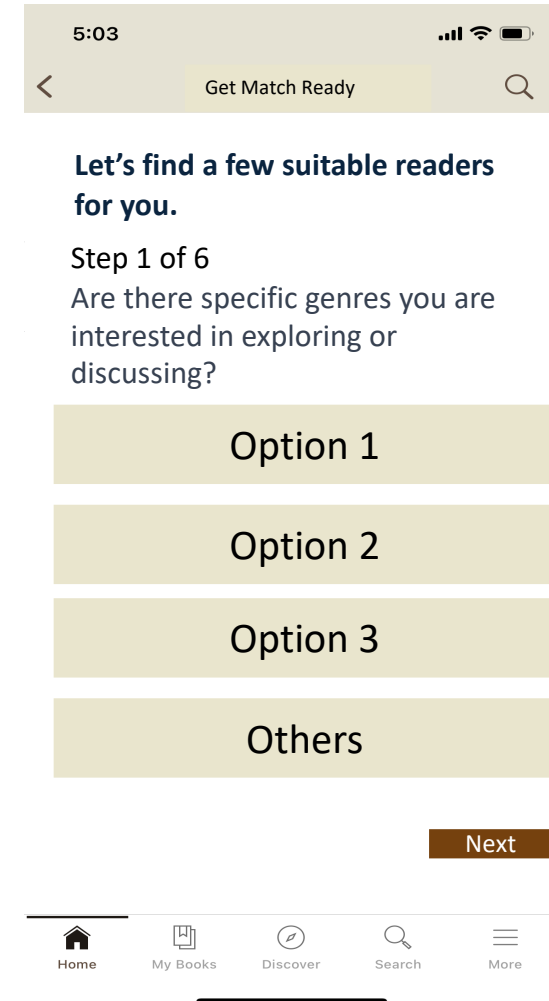 5:03
Get Match Ready
Let’s find a few suitable readers
for you.
Step 1 of 6
Are there specific genres you are
interested in exploring or
discussing?
Option 1
Option 2
Option 3
Others
Next
Home
My Books
Discover
Search
More